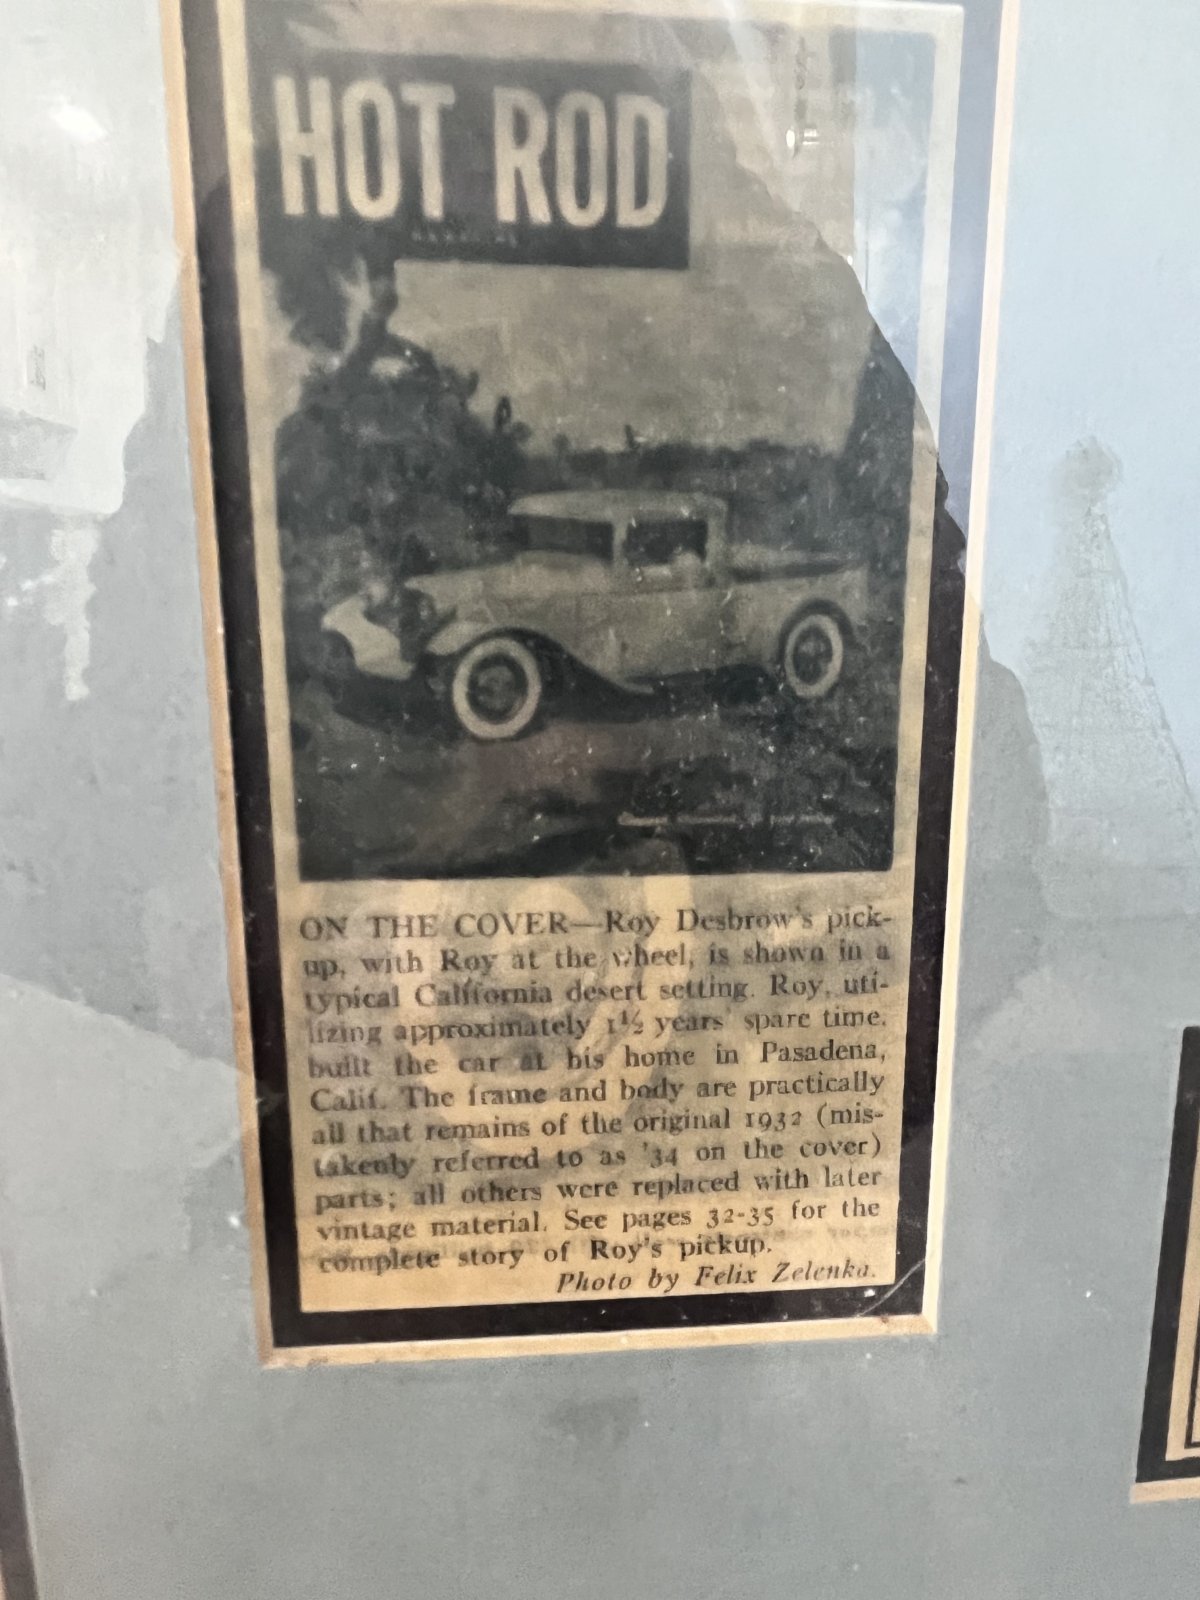 HOT ROD
ON THE COVER—Roy Desbrow's pick-
up, with Roy at the wheel, is shown in a
typical California desert setting. Roy, uti-
lizing approximately 1½ years' spare time,
built the car at his home in Pasadena,
Calif. The frame and body are practically
all that remains of the original 1932 (mis-
takenly referred to as '34 on the cover)
parts; all others were replaced with later
vintage material. See pages 32-35 for the
complete story of Roy's pickup.
Photo by Felix Zelenka.